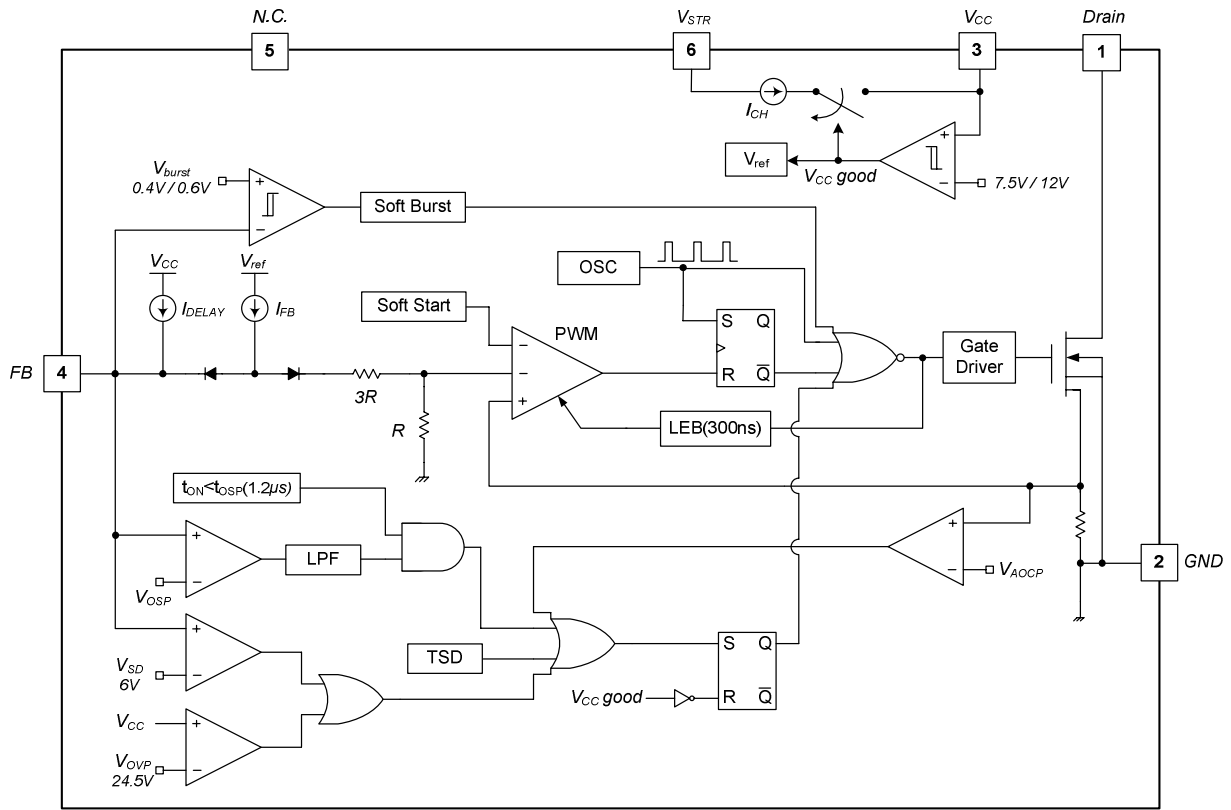 N.C.
VSTR
VCC
Drain
5
6
3
1
ICH
Vref
VCC good
+
−
7.5V / 12V
Vburst
0.4V / 0.6V
+
−
Soft Burst
OSC
VCC
Vref
IDELAY
IFB
Soft Start
PWM
−
−
+
S Q
R Q̅
Gate
Driver
FB
4
3R
R
LEB(300ns)
tON<tOSP(1.2µs)
+
−
VOSP
LPF
+
−
VAOCP
2
GND
+
−
VSD
6V
TSD
S Q
R Q̅
VCC good
VCC
+
−
VOVP
24.5V